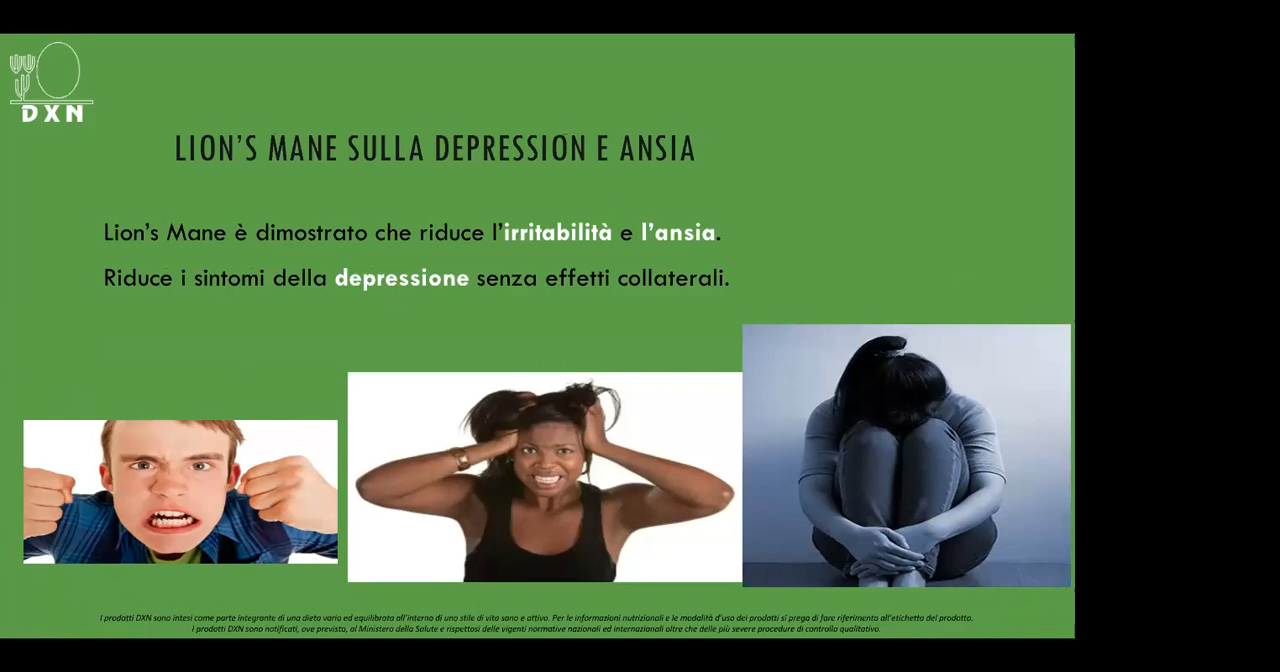 DXN
LION'S MANE SULLA DEPRESSION E ANSIA
Lion's Mane è dimostrato che riduce l'irritabilità e l'ansia.
Riduce i sintomi della depressione senza effetti collaterali.
I prodotti DXN sono intesi come parte integrante di una dieta varia ed equilibrata all'interno di uno stile di vita sano e attivo. Per le informazioni nutrizionali e le modalità d'uso dei prodotti si prega di fare riferimento all'etichetta del prodotto.
I prodotti DXN sono notificati, ove previsto, al Ministero della Salute e rispettosi delle vigenti normative nazionali ed internazionali oltre che delle più severe procedure di controllo qualitativo.